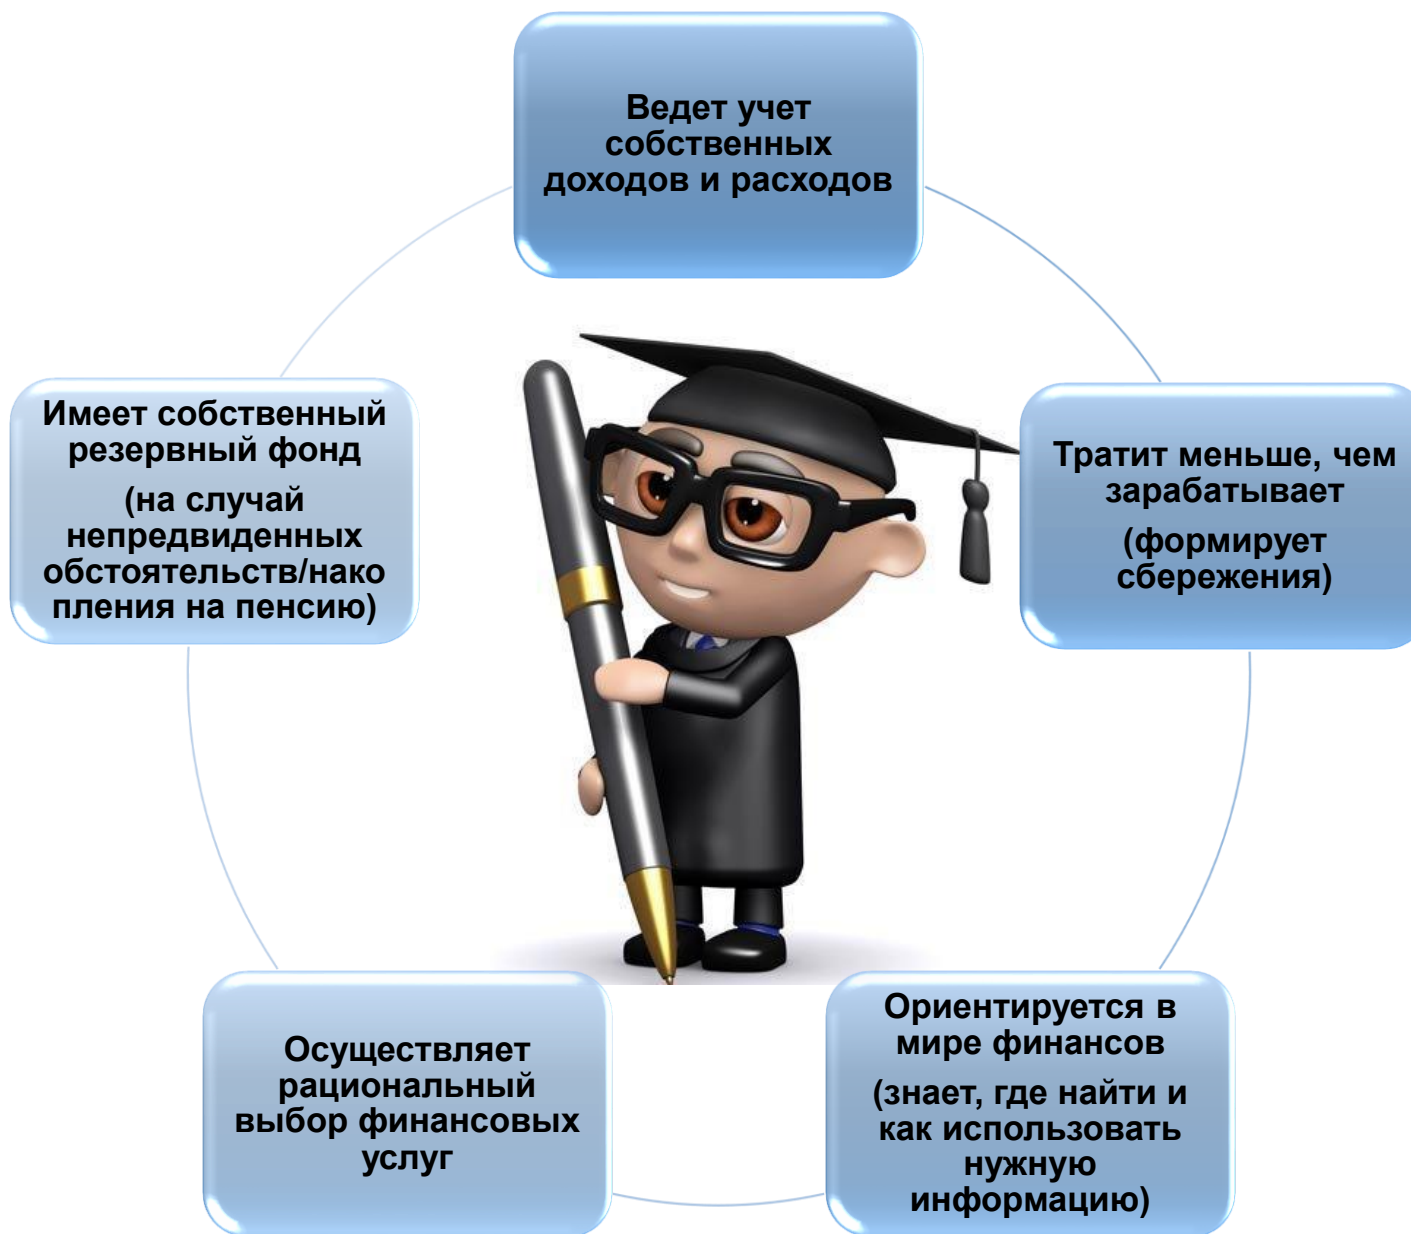 Ведет учет
собственных
доходов и расходов
Тратит меньше, чем
зарабатывает
(формирует
сбережения)
Ориентируется в
мире финансов
(знает, где найти и
как использовать
нужную
информацию)
Осуществляет
рациональный
выбор финансовых
услуг
Имеет собственный
резервный фонд
(на случай
непредвиденных
обстоятельств/нако
пления на пенсию)